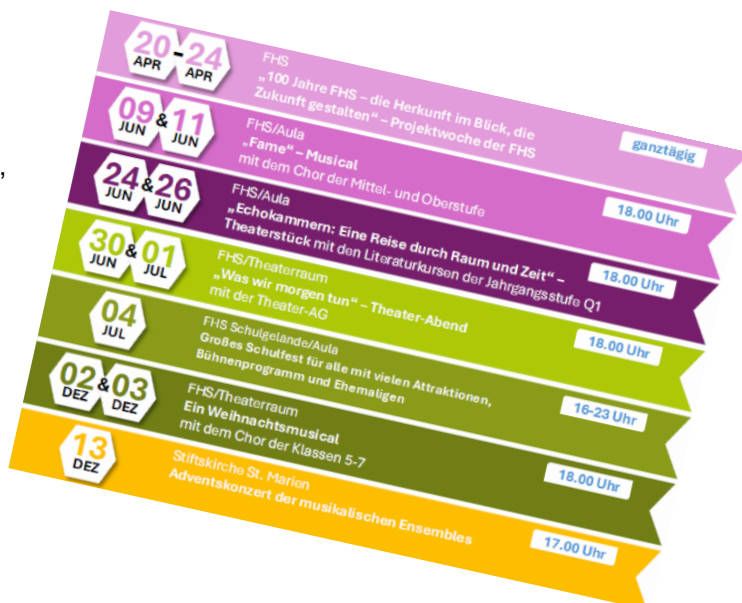 20 - 24
APR APR
FHS
„100 Jahre FHS – die Herkunft im Blick, die
Zukunft gestalten“ – Projektwoche der FHS
ganztägig
09 & 11
JUN JUN
FHS/Aula
„Fame“ – Musical
mit dem Chor der Mittel- und Oberstufe
18.00 Uhr
24 & 26
JUN JUN
FHS/Aula
„Echokammern: Eine Reise durch Raum und Zeit“ –
Theaterstück mit den Literaturkursen der Jahrgangsstufe Q1
18.00 Uhr
30 & 01
JUN JUL
FHS/Theaterraum
„Was wir morgen tun“ – Theater-Abend
mit der Theater-AG
18.00 Uhr
04
JUL
FHS Schulgelände/Aula
Großes Schulfest für alle mit vielen Attraktionen,
Bühnenprogramm und Ehemaligen
16-23 Uhr
02 & 03
DEZ DEZ
FHS/Theaterraum
Ein Weihnachtsmusical
mit dem Chor der Klassen 5-7
18.00 Uhr
13
DEZ
Stiftskirche St. Marien
Adventskonzert der musikalischen Ensembles
17.00 Uhr